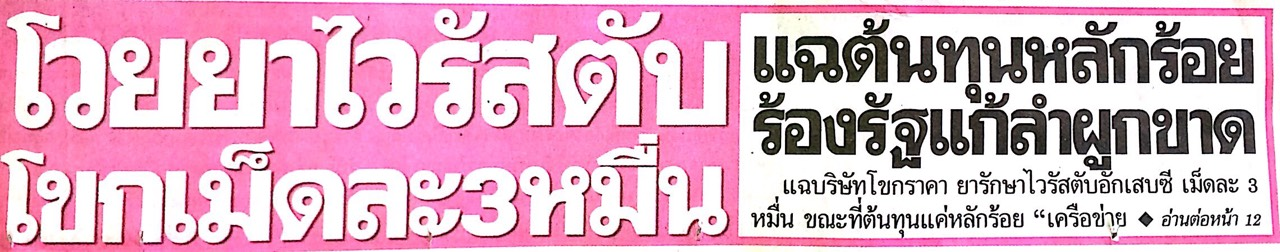 โวยยาไวรัสตับ
โขกเม็ดละ3หมื่น
แฉต้นทุนหลักร้อย
ร้องรัฐแก้ลำผูกขาด
แฉบริษัทโขกราคา ยารักษาไวรัสตับอักเสบซี เม็ดละ 3
หมื่น ขณะที่ต้นทุนแค่หลักร้อย “เครือข่าย ◆ อ่านต่อหน้า 12